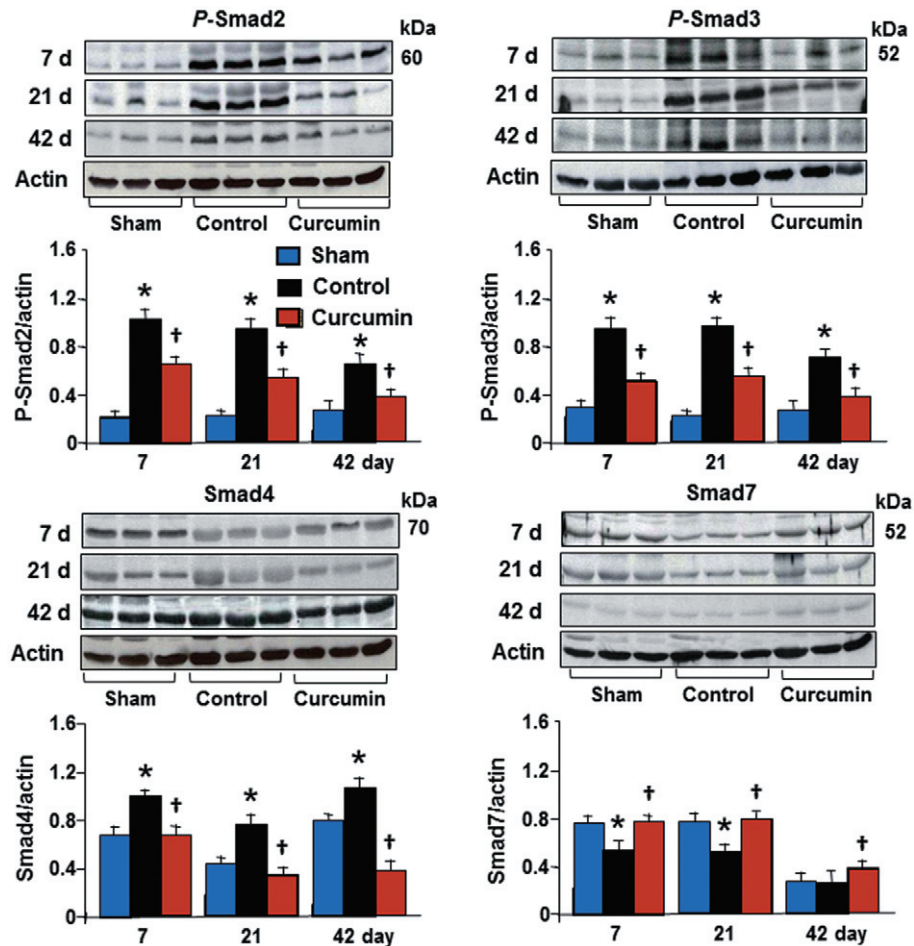 P-Smad2
kDa
7 d
60
21 d
42 d
Actin
Sham Control Curcumin
P-Smad2/actin
1.6
1.2
0.8
0.4
0
Sham
Control
Curcumin
* † * † * †
7 21 42 day
P-Smad3
kDa
7 d
52
21 d
42 d
Actin
Sham Control Curcumin
P-Smad3/actin
1.6
1.2
0.8
0.4
0
* † * † * †
7 21 42 day
Smad4
kDa
7 d
70
21 d
42 d
Actin
Sham Control Curcumin
Smad4/actin
1.6
1.2
0.8
0.4
0
* † * † * †
7 21 42 day
Smad7
kDa
7 d
52
21 d
42 d
Actin
Sham Control Curcumin
Smad7/actin
1.6
1.2
0.8
0.4
0
* † * † †
7 21 42 day